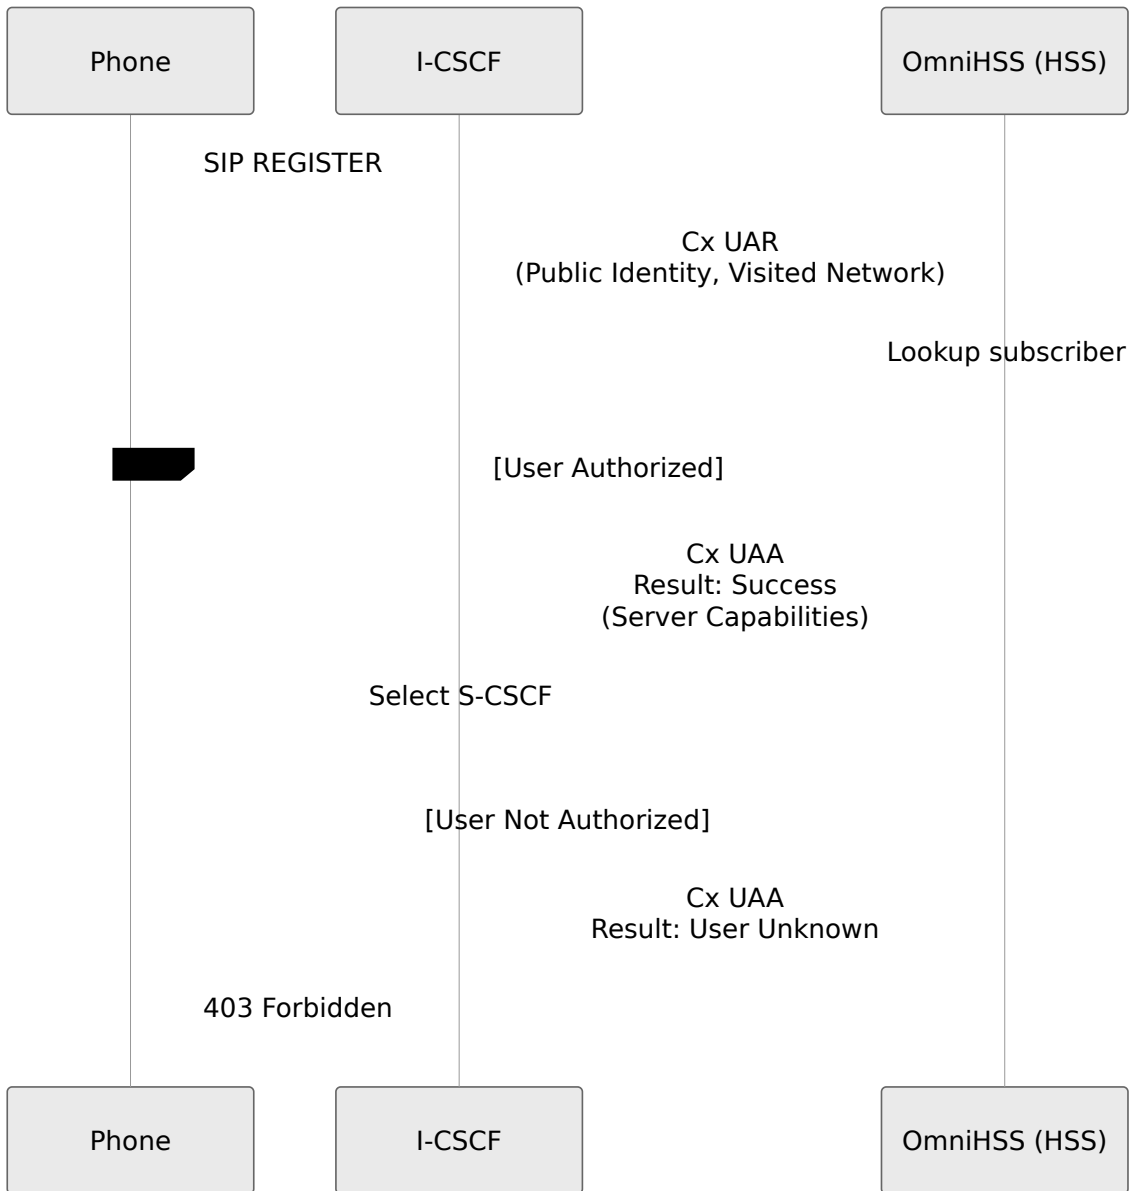 Phone
I-CSCF
OmniHSS (HSS)
SIP REGISTER
Cx UAR
(Public Identity, Visited Network)
Lookup subscriber
[User Authorized]
Cx UAA
Result: Success
(Server Capabilities)
Select S-CSCF
[User Not Authorized]
Cx UAA
Result: User Unknown
403 Forbidden
Phone
I-CSCF
OmniHSS (HSS)